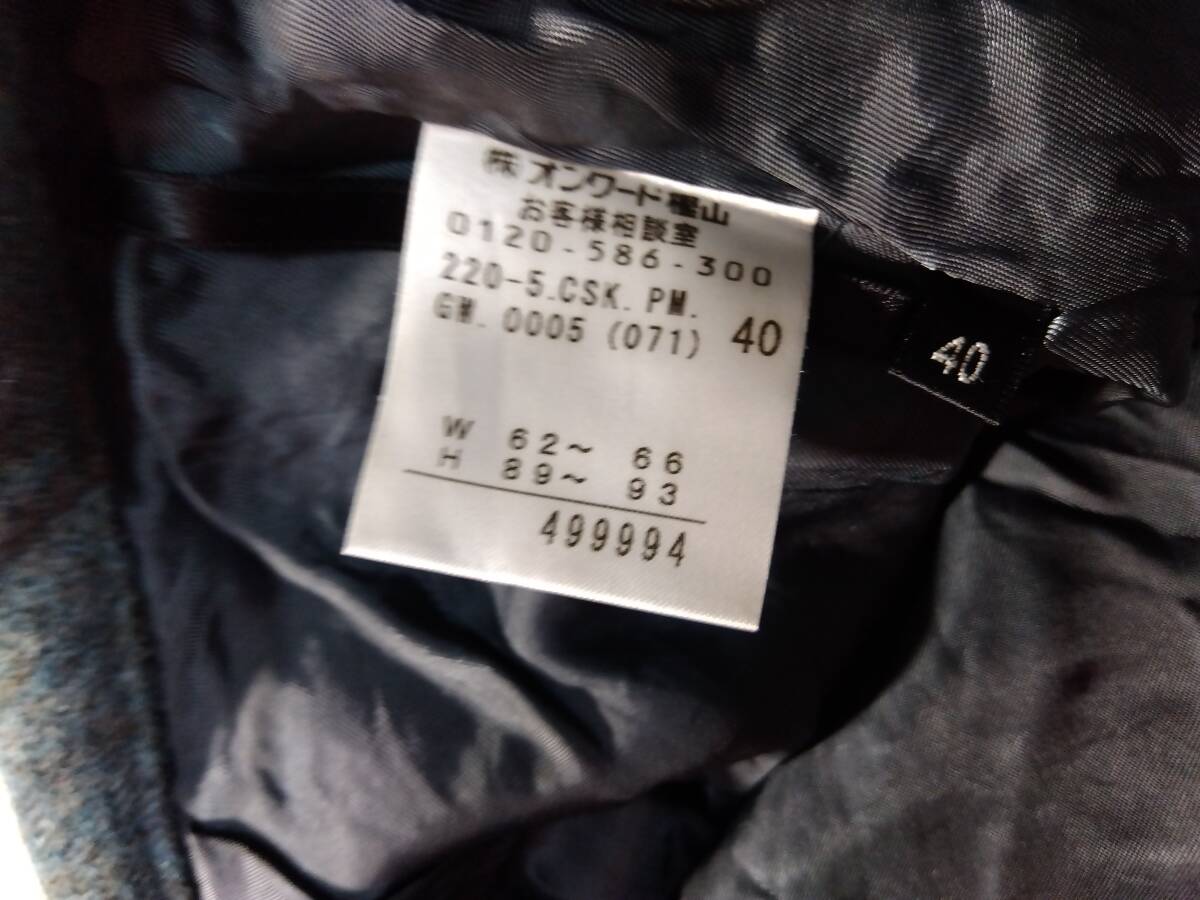 ㈱ オンワード樫山
お客様相談室
0120-586-300
220-5.CSK.PM.
GW.0005 (071) 40
W 62~ 66
H 89~ 93
499994
40